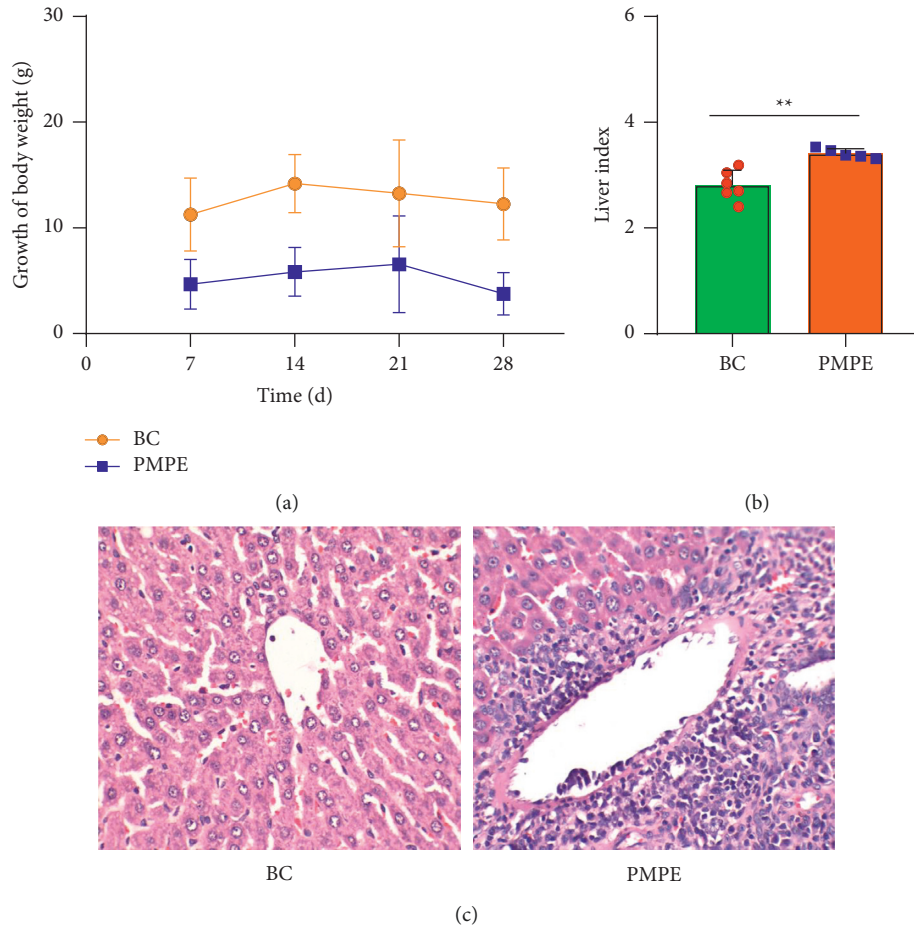 30
20
10
0
Growth of body weight (g)
0 7 14 21 28
Time (d)
BC
PMPE
(a)
6
4
2
0
Liver index
**
BC PMPE
(b)
BC PMPE
(c)